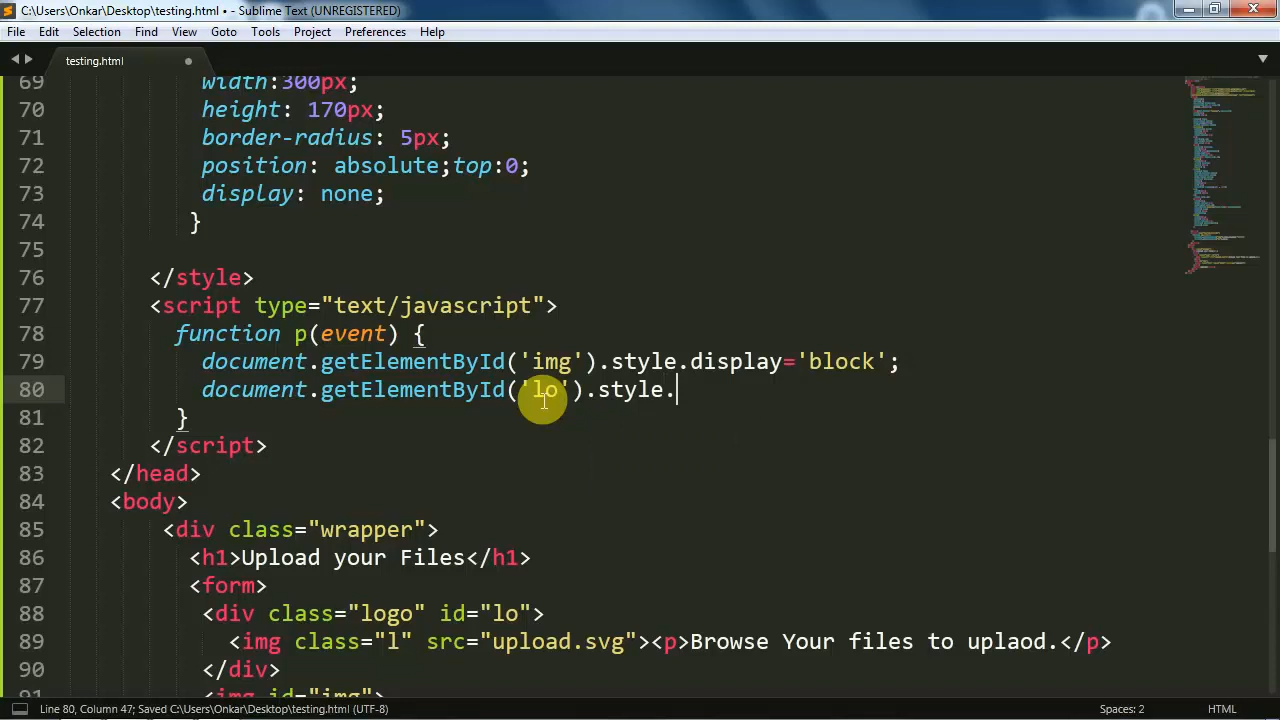 C:\Users\Onkar\Desktop\testing.html • - Sublime Text (UNREGISTERED)
File Edit Selection Find View Goto Tools Project Preferences Help
testing.html
69 width:300px;
70 height: 170px;
71 border-radius: 5px;
72 position: absolute;top:0;
73 display: none;
74 }
75
76 </style>
77 <script type="text/javascript">
78 function p(event) {
79 document.getElementById('img').style.display='block';
80 document.getElementById('lo').style.
81 }
82 </script>
83 </head>
84 <body>
85 <div class="wrapper">
86 <h1>Upload your Files</h1>
87 <form>
88 <div class="logo" id="lo">
89 <img class="l" src="upload.svg"><p>Browse Your files to uplaod.</p>
90 </div>
91 <img id="img">
Line 80, Column 47; Saved C:\Users\Onkar\Desktop\testing.html (UTF-8) Spaces: 2 HTML